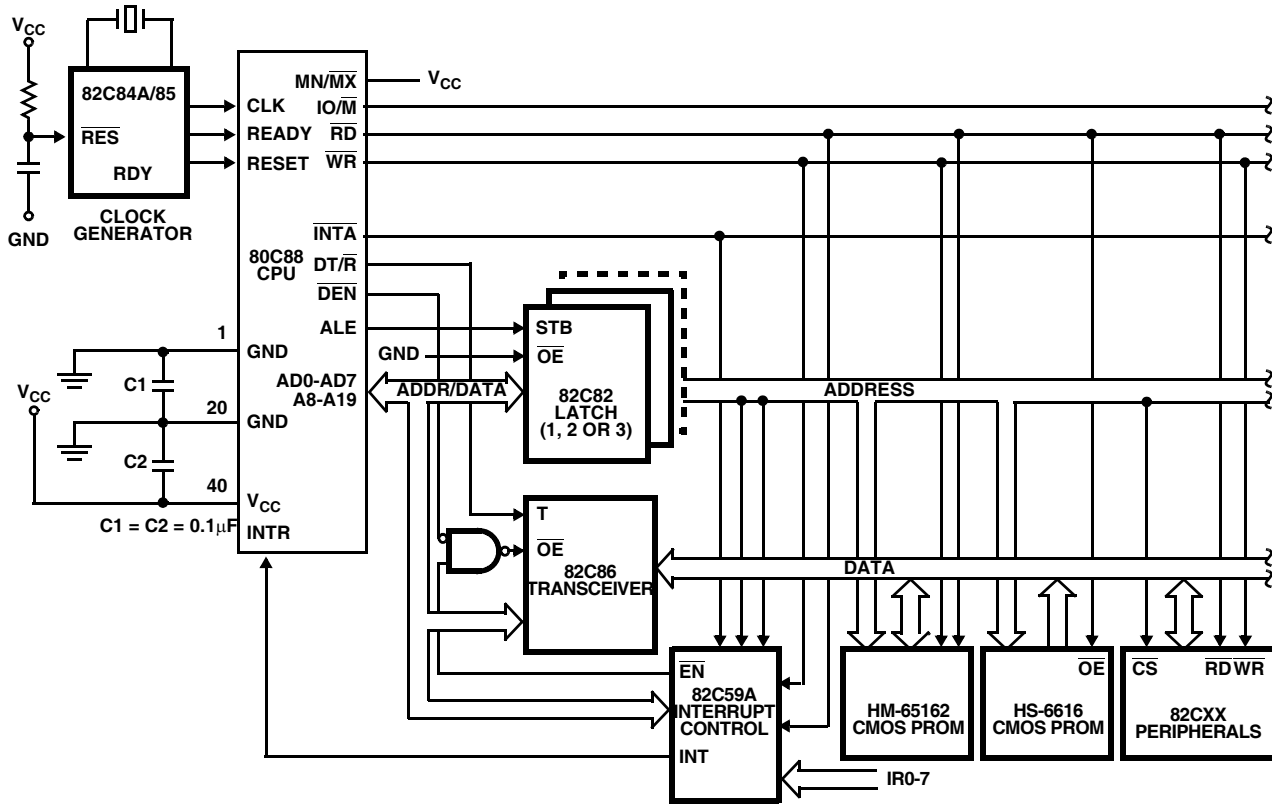 VCC
82C84A/85
RES
RDY
GND
CLOCK
GENERATOR
CLK
READY
RESET
MN/MX
VCC
IO/M
RD
WR
INTA
80C88
CPU
DT/R
DEN
ALE
1
GND
C1
VCC
20
GND
AD0-AD7
A8-A19
C2
40
VCC
C1 = C2 = 0.1μF
INTR
ADDR/DATA
GND
STB
OE
82C82
LATCH
(1, 2 OR 3)
ADDRESS
T
OE
82C86
TRANSCEIVER
DATA
EN
82C59A
INTERRUPT
CONTROL
INT
IR0-7
HM-65162
CMOS PROM
OE
HS-6616
CMOS PROM
CS
RD WR
82CXX
PERIPHERALS